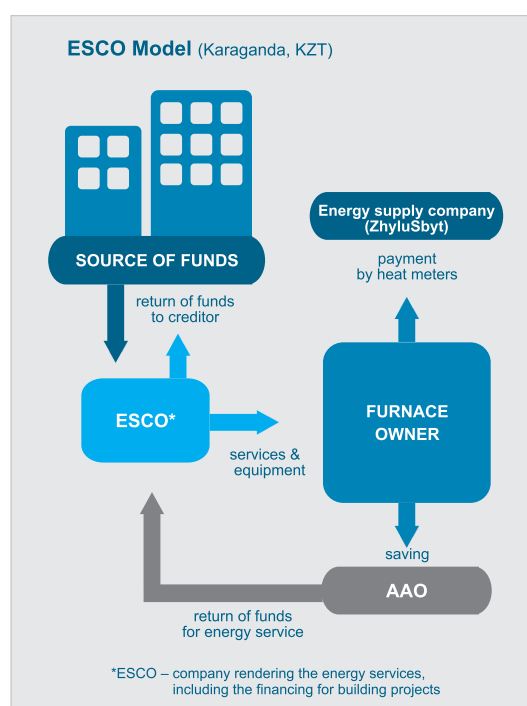 ESCO Model (Karaganda, KZT)
Energy supply company
(ZhyluSbyt)
SOURCE OF FUNDS
payment
by heat meters
return of funds
to creditor
ESCO*
FURNACE
OWNER
services &
equipment
saving
AAO
return of funds
for energy service
*ESCO – company rendering the energy services,
including the financing for building projects